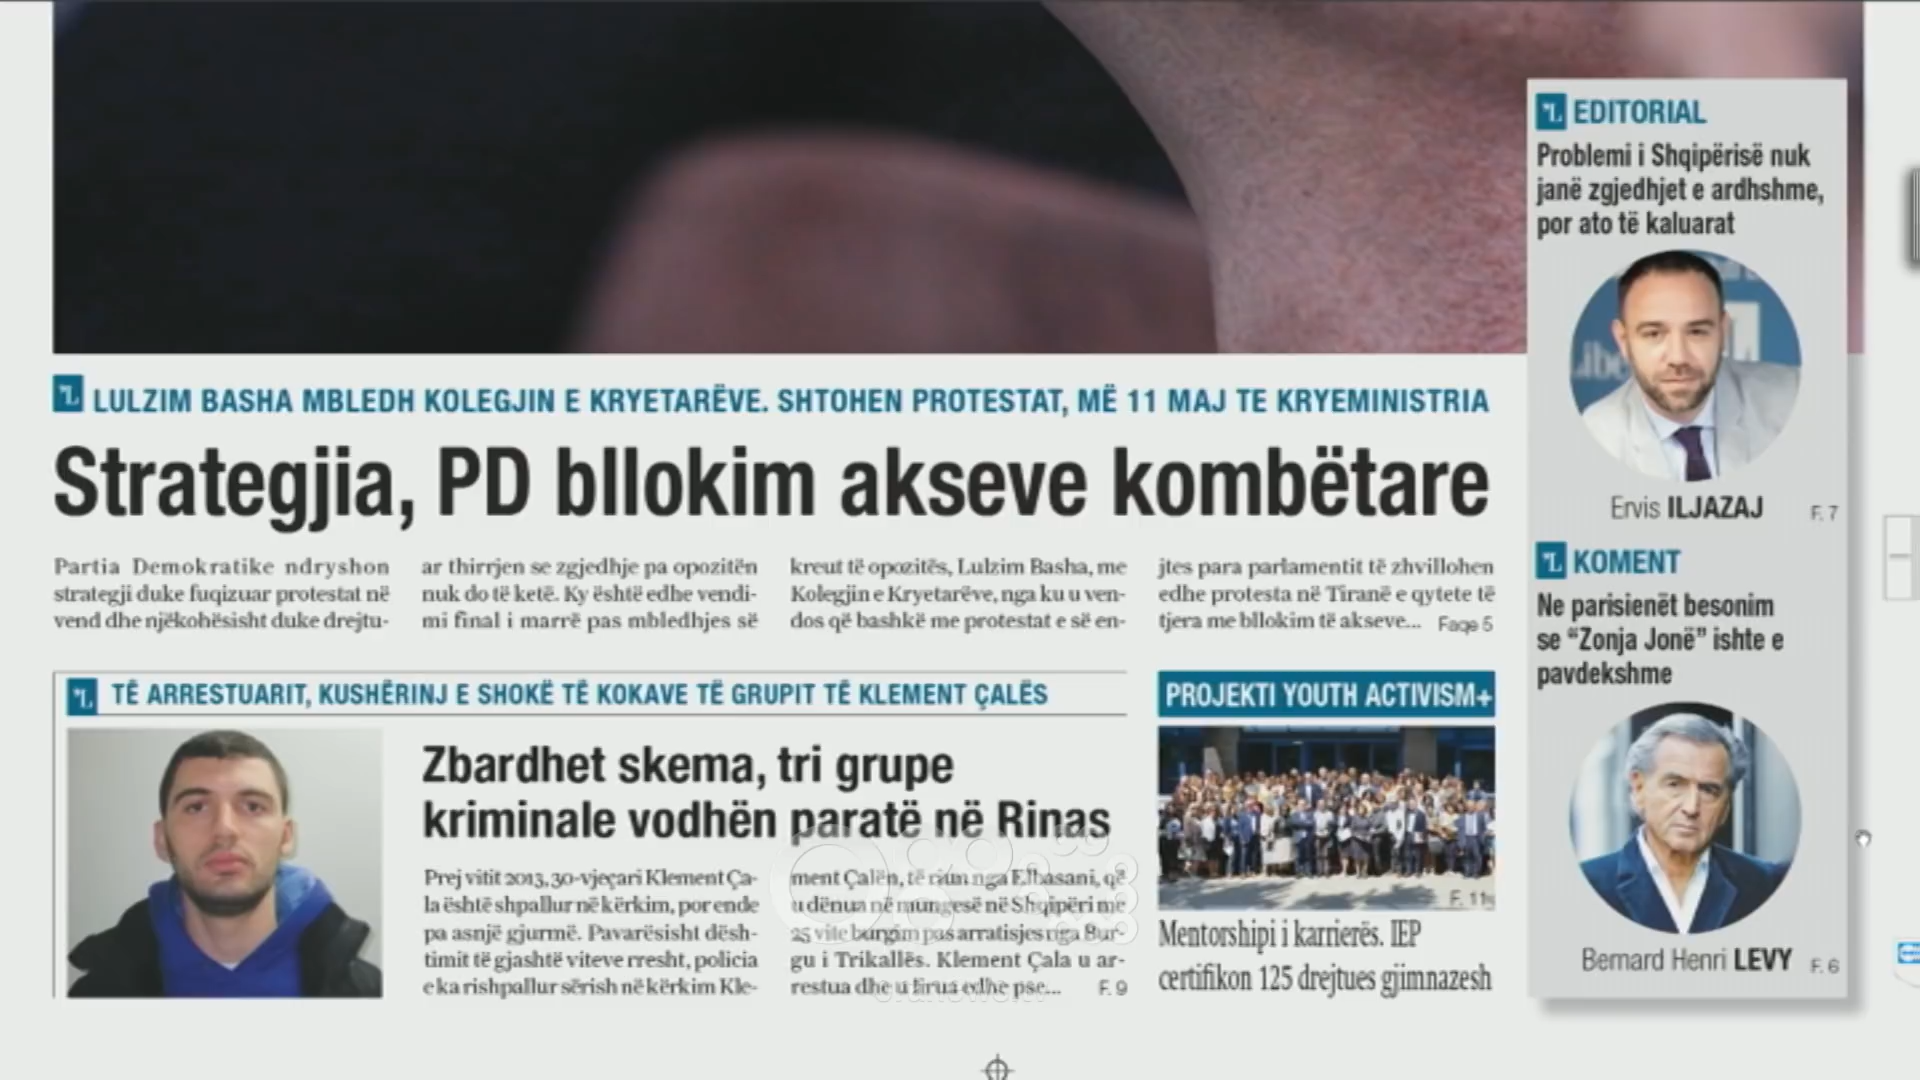 LULZIM BASHA MBLEDH KOLEGJIN E KRYETARËVE. SHTOHEN PROTESTAT, MË 11 MAJ TE KRYEMINISTRIA
Strategjia, PD bllokim akseve kombëtare
Partia Demokratike ndryshon
strategji duke fuqizuar protestat në
vend dhe njëkohësisht duke drejtu-
ar thirrjen se zgjedhje pa opozitën
nuk do të ketë. Ky është edhe vendi-
mi final i marrë pas mbledhjes së
kreut të opozitës, Lulzim Basha, me
Kolegjin e Kryetarëve, nga ku u ven-
dos që bashkë me protestat e së en-
jtes para parlamentit të zhvillohen
edhe protesta në Tiranë e qytete të
tjera me bllokim të akseve... Faqe 5
TË ARRESTUARIT, KUSHËRINJ E SHOKË TË KOKAVE TË GRUPIT TË KLEMENT ÇALËS
Zbardhet skema, tri grupe
kriminale vodhën paratë në Rinas
Prej vitit 2013, 30-vjeçari Klement Ça-
la është shpallur në kërkim, por ende
pa asnjë gjurmë. Pavarësisht dësh-
timit të gjashtë viteve rresht, policia
e ka rishpallur sërish në kërkim Kle-
ment Çalën, të riun nga Elbasani, që
u dënua në mungesë në Shqipëri me
25 vite burgim pas arratisjes nga Bur-
gu i Trikallës. Klement Çala u ar-
restua dhe u lirua edhe pse... F. 9
PROJEKTI YOUTH ACTIVISM+
F. 11
Mentorshipi i karrierës. IEP
certifikon 125 drejtues gjimnazesh
EDITORIAL
Problemi i Shqipërisë nuk
janë zgjedhjet e ardhshme,
por ato të kaluarat
Ervis ILJAZAJ F. 7
KOMENT
Ne parisienët besonim
se “Zonja Jonë” ishte e
pavdekshme
Bernard Henri LEVY F. 6